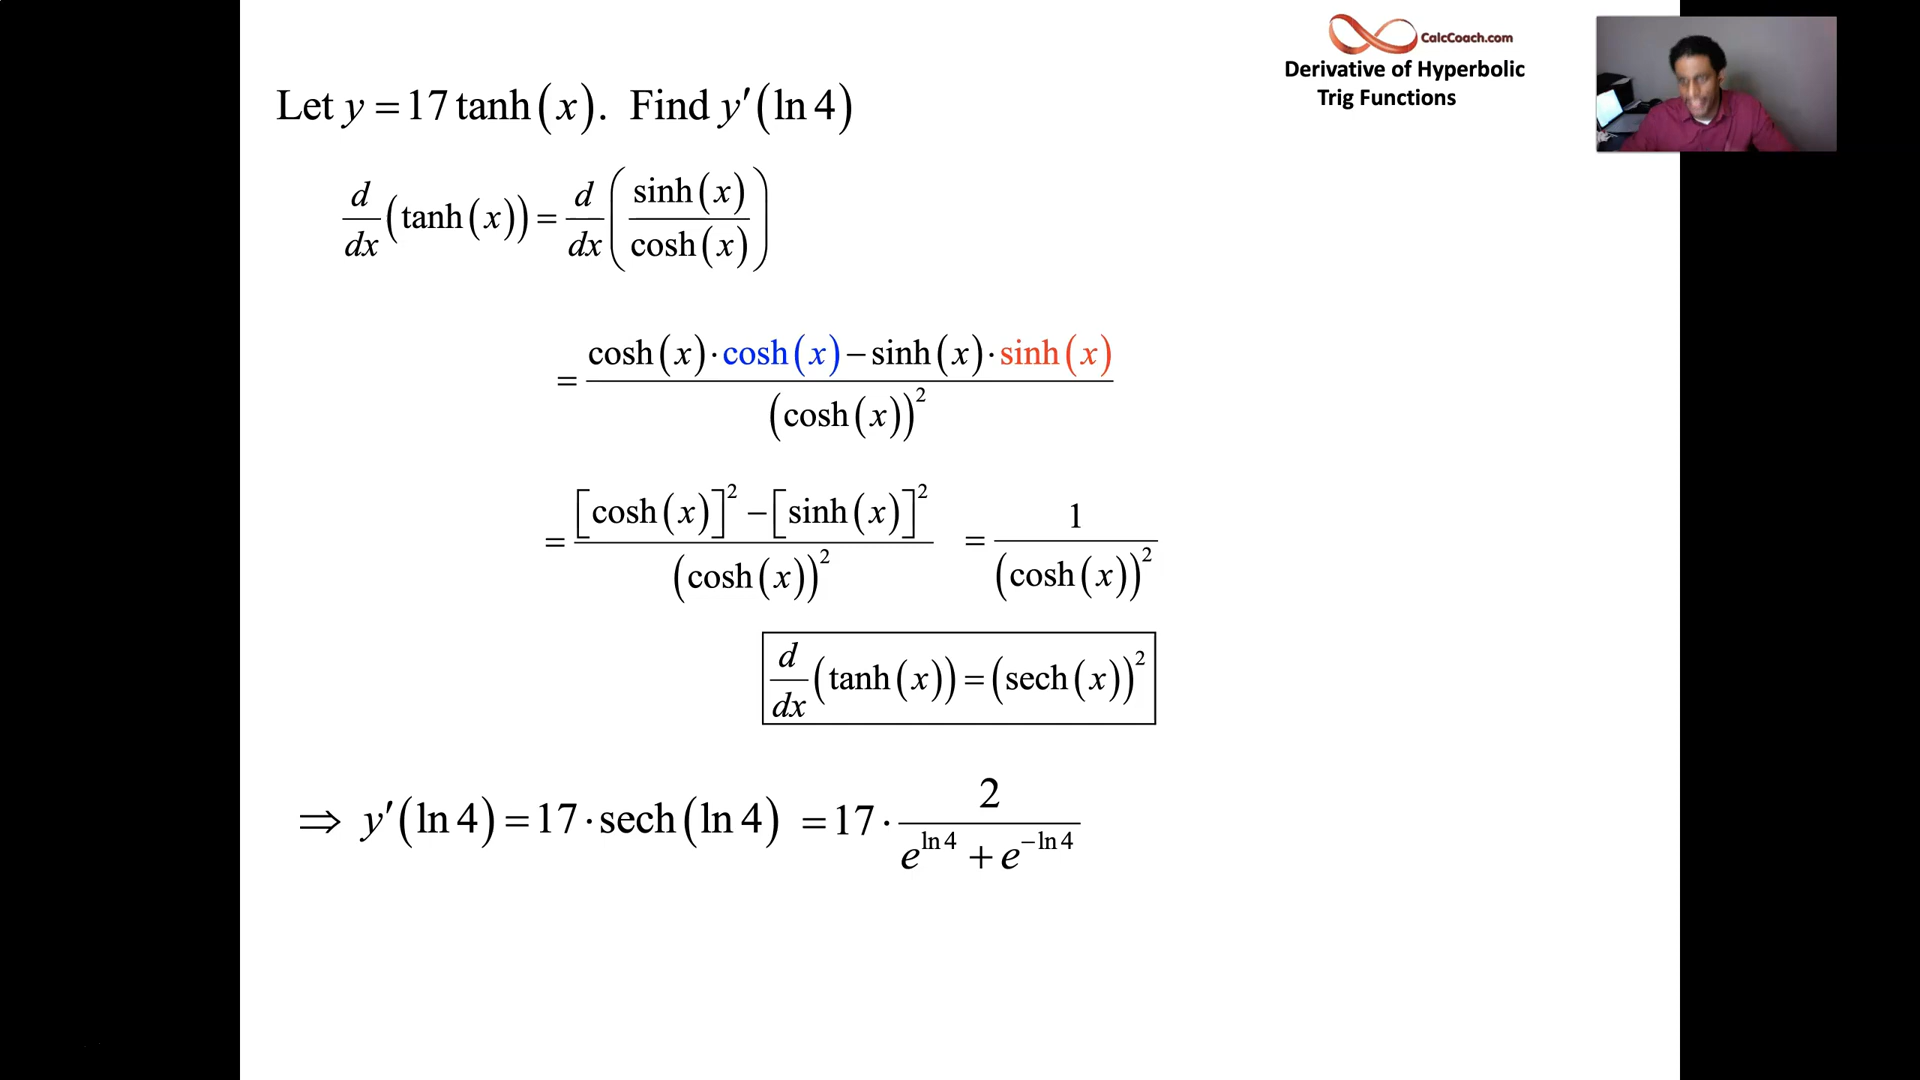 CalcCoach.com
Derivative of Hyperbolic
Trig Functions
Let y = 17 tanh(x). Find y′(ln 4)
d/dx (tanh(x)) = d/dx (sinh(x)/cosh(x))
= (cosh(x)·cosh(x) − sinh(x)·sinh(x))/(cosh(x))²
= ([cosh(x)]² − [sinh(x)]²)/(cosh(x))² = 1/(cosh(x))²
d/dx (tanh(x)) = (sech(x))²
⇒ y′(ln 4) = 17·sech(ln 4) = 17·2/(e^(ln 4) + e^(−ln 4))